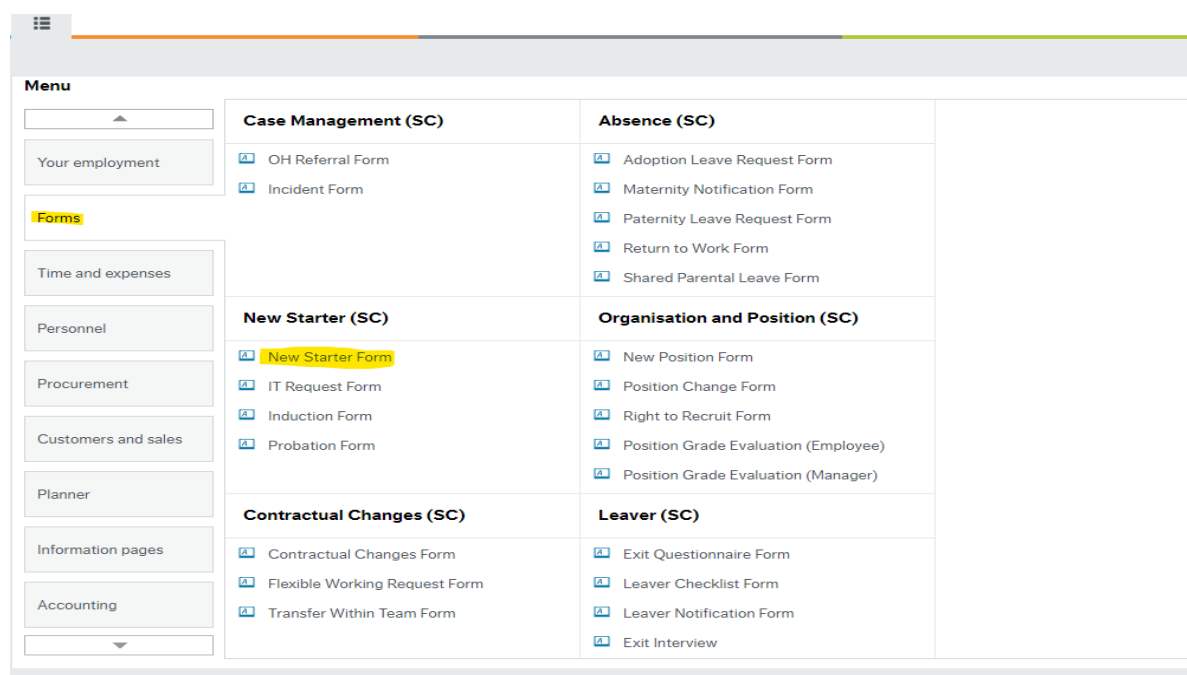 Menu
Your employment
Forms
Time and expenses
Personnel
Procurement
Customers and sales
Planner
Information pages
Accounting
Case Management (SC)
OH Referral Form
Incident Form
Absence (SC)
Adoption Leave Request Form
Maternity Notification Form
Paternity Leave Request Form
Return to Work Form
Shared Parental Leave Form
New Starter (SC)
New Starter Form
IT Request Form
Induction Form
Probation Form
Organisation and Position (SC)
New Position Form
Position Change Form
Right to Recruit Form
Position Grade Evaluation (Employee)
Position Grade Evaluation (Manager)
Contractual Changes (SC)
Contractual Changes Form
Flexible Working Request Form
Transfer Within Team Form
Leaver (SC)
Exit Questionnaire Form
Leaver Checklist Form
Leaver Notification Form
Exit Interview